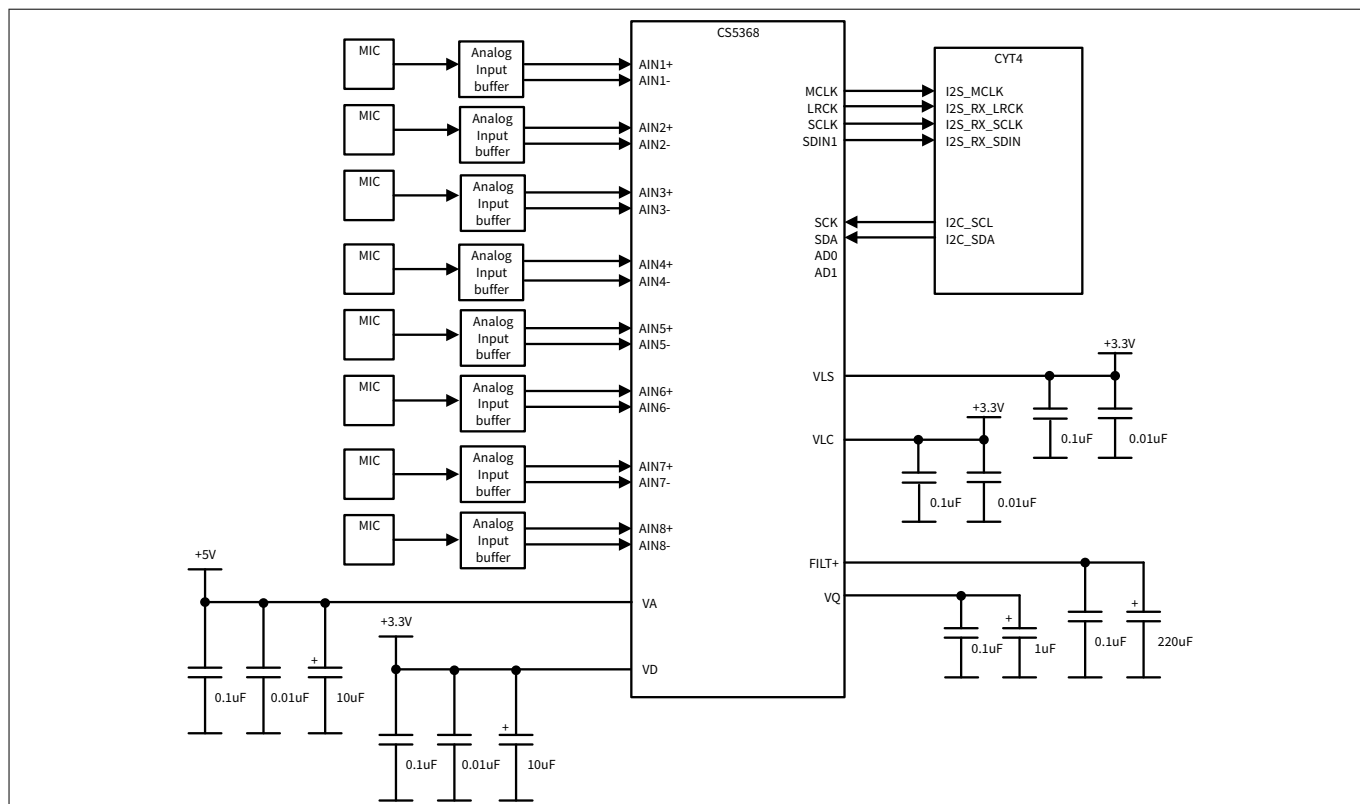 CS5368
MIC
Analog
Input
buffer
AIN1+
AIN1-
MIC
Analog
Input
buffer
AIN2+
AIN2-
MIC
Analog
Input
buffer
AIN3+
AIN3-
MIC
Analog
Input
buffer
AIN4+
AIN4-
MIC
Analog
Input
buffer
AIN5+
AIN5-
MIC
Analog
Input
buffer
AIN6+
AIN6-
MIC
Analog
Input
buffer
AIN7+
AIN7-
MIC
Analog
Input
buffer
AIN8+
AIN8-
CYT4
MCLK I2S_MCLK
LRCK I2S_RX_LRCK
SCLK I2S_RX_SCLK
SDIN1 I2S_RX_SDIN
SCK I2C_SCL
SDA I2C_SDA
AD0
AD1
+3.3V
VLS
0.1uF 0.01uF
+3.3V
VLC
0.1uF 0.01uF
FILT+
+
0.1uF 220uF
VQ
+
0.1uF 1uF
+5V
VA
+
0.1uF 0.01uF 10uF
+3.3V
VD
+
0.1uF 0.01uF 10uF